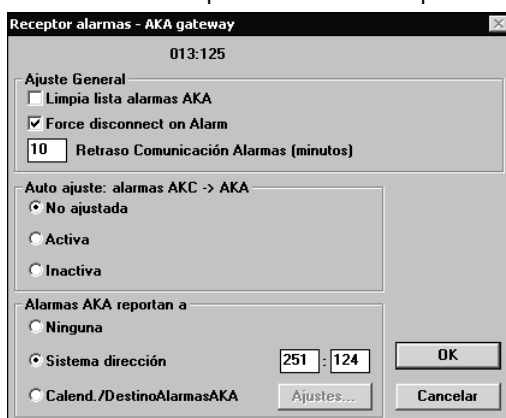 Receptor alarmas - AKA gateway
013:125
Ajuste General
Limpia lista alarmas AKA
Force disconnect on Alarm
10 Retraso Comunicación Alarmas (minutos)
Auto ajuste: alarmas AKC -> AKA
No ajustada
Activa
Inactiva
Alarmas AKA reportan a
Ninguna
Sistema dirección 251 : 124
OK
Calend./DestinoAlarmasAKA Ajustes... Cancelar